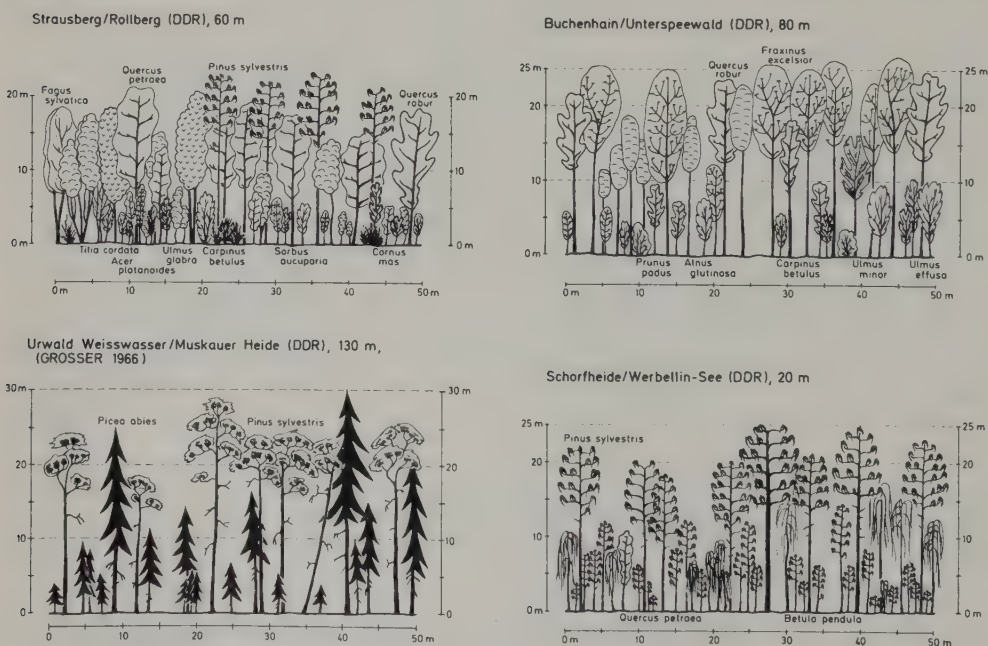 Strausberg/Rollberg (DDR), 60 m
Quercus petraea
Pinus sylvestris
Fagus sylvatica
Quercus robur
20 m
10
0 m
20 m
10
0 m
Tilia cordata
Acer platanoides
Ulmus glabra
Carpinus betulus
Sorbus aucuparia
Cornus mas
0 m 10 20 30 40 50 m
Buchenhain/Unterspeewald (DDR), 80 m
Fraxinus excelsior
Quercus robur
25 m
20
10
0 m
25 m
20
10
0 m
Prunus padus
Alnus glutinosa
Carpinus betulus
Ulmus minor
Ulmus effusa
0 m 10 20 30 40 50 m
Urwald Weisswasser/Muskauer Heide (DDR), 130 m,
(GROSSER 1966)
30 m
20
10
0
30 m
20
10
0
Picea abies
Pinus sylvestris
0 10 20 30 40 50 m
Schorfheide/Werbellin-See (DDR), 20 m
25 m
20
10
0 m
25 m
20
10
0 m
Pinus sylvestris
Quercus petraea
Betula pendula
0 m 10 20 30 40 50 m